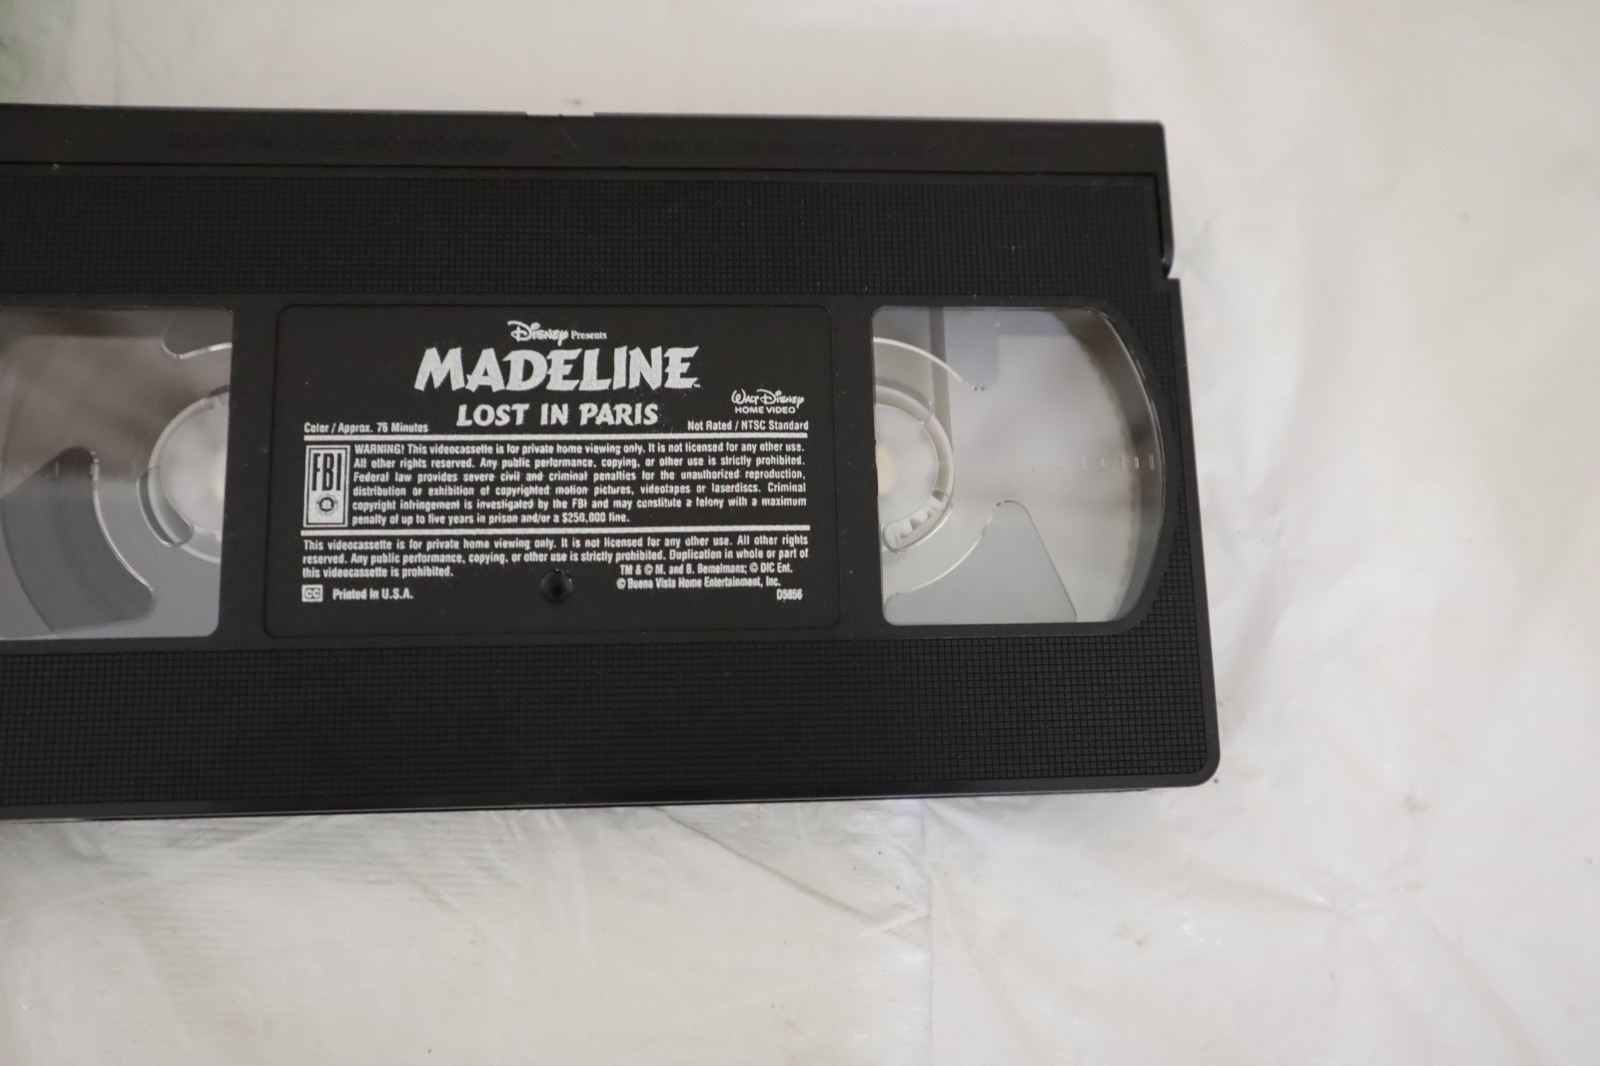 Insert this side into recorder
Disney Presents
MADELINE™
LOST IN PARIS
Walt Disney
HOME VIDEO
Color / Approx. 76 Minutes
Not Rated / NTSC Standard
FBI
WARNING! This videocassette is for private home viewing only. It is not licensed for any other use.
All other rights reserved. Any public performance, copying, or other use is strictly prohibited.
Federal law provides severe civil and criminal penalties for the unauthorized reproduction,
distribution or exhibition of copyrighted motion pictures, videotapes or laserdiscs. Criminal
copyright infringement is investigated by the FBI and may constitute a felony with a maximum
penalty of up to five years in prison and/or a $250,000 fine.
This videocassette is for private home viewing only. It is not licensed for any other use. All other rights
reserved. Any public performance, copying, or other use is strictly prohibited. Duplication in whole or part of
this videocassette is prohibited.
TM & © M. and B. Bemelmans; © DIC Ent.
© Buena Vista Home Entertainment, Inc.
CC Printed in U.S.A.
D5856